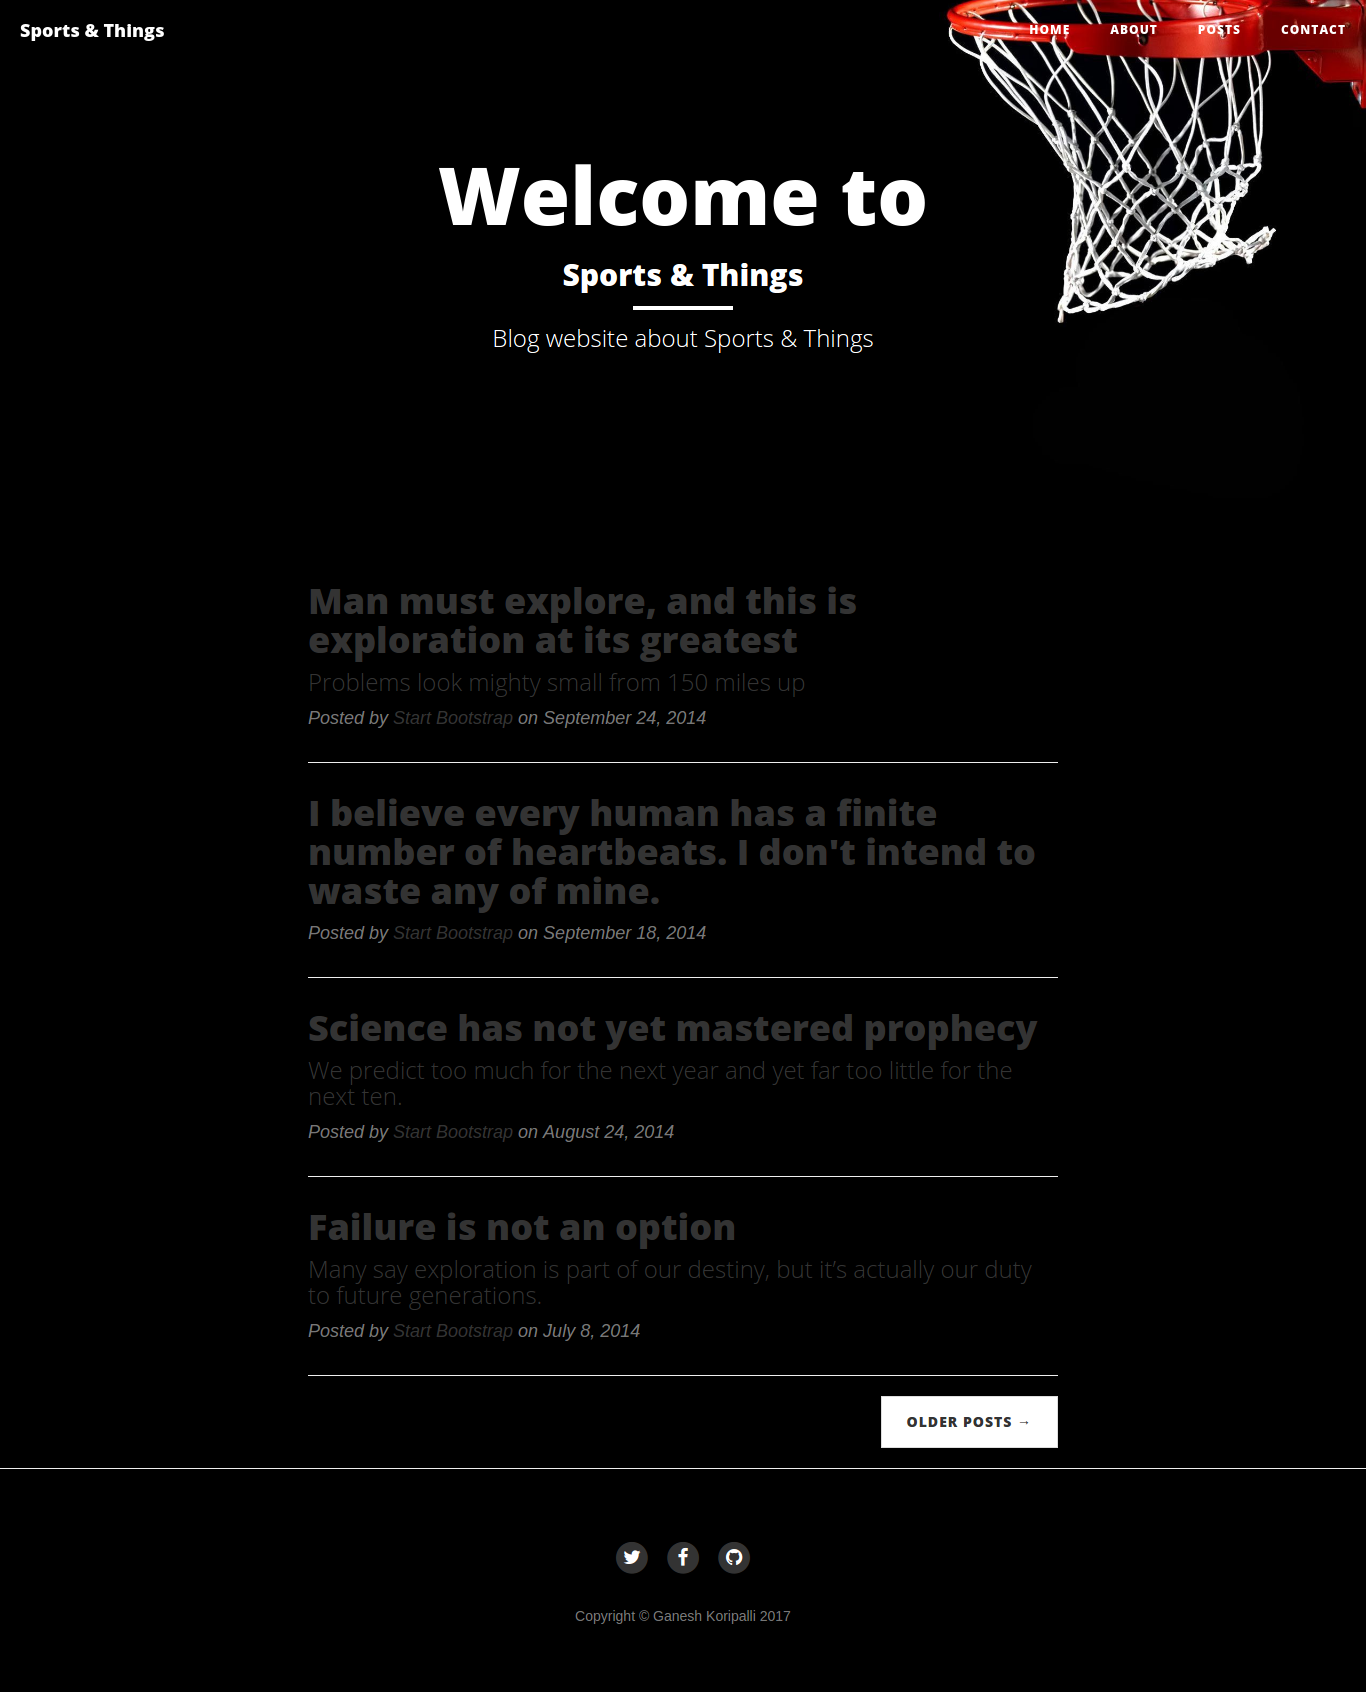 Sports & Things
HOME ABOUT POSTS CONTACT
Welcome to
Sports & Things
Blog website about Sports & Things
Man must explore, and this is
exploration at its greatest
Problems look mighty small from 150 miles up
Posted by Start Bootstrap on September 24, 2014
I believe every human has a finite
number of heartbeats. I don't intend to
waste any of mine.
Posted by Start Bootstrap on September 18, 2014
Science has not yet mastered prophecy
We predict too much for the next year and yet far too little for the
next ten.
Posted by Start Bootstrap on August 24, 2014
Failure is not an option
Many say exploration is part of our destiny, but it’s actually our duty
to future generations.
Posted by Start Bootstrap on July 8, 2014
OLDER POSTS →
Copyright © Ganesh Koripalli 2017